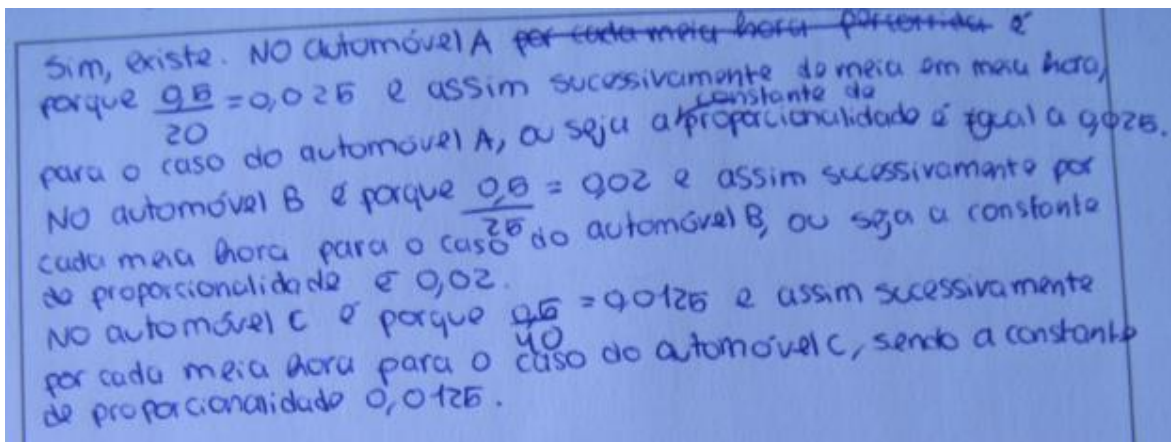 Sim, existe. No automóvel A por cada meia hora percorrida é
porque 0,5/20 = 0,025 e assim sucessivamente de meia em meia hora,
para o caso do automóvel A, ou seja a constante de proporcionalidade é igual a 0,025.
No automóvel B é porque 0,5/25 = 0,02 e assim sucessivamente por
cada meia hora para o caso do automóvel B, ou seja a constante
de proporcionalidade é 0,02.
No automóvel C é porque 0,5/40 = 0,0125 e assim sucessivamente
por cada meia hora para o caso do automóvel C, sendo a constante
de proporcionalidade 0,0125.